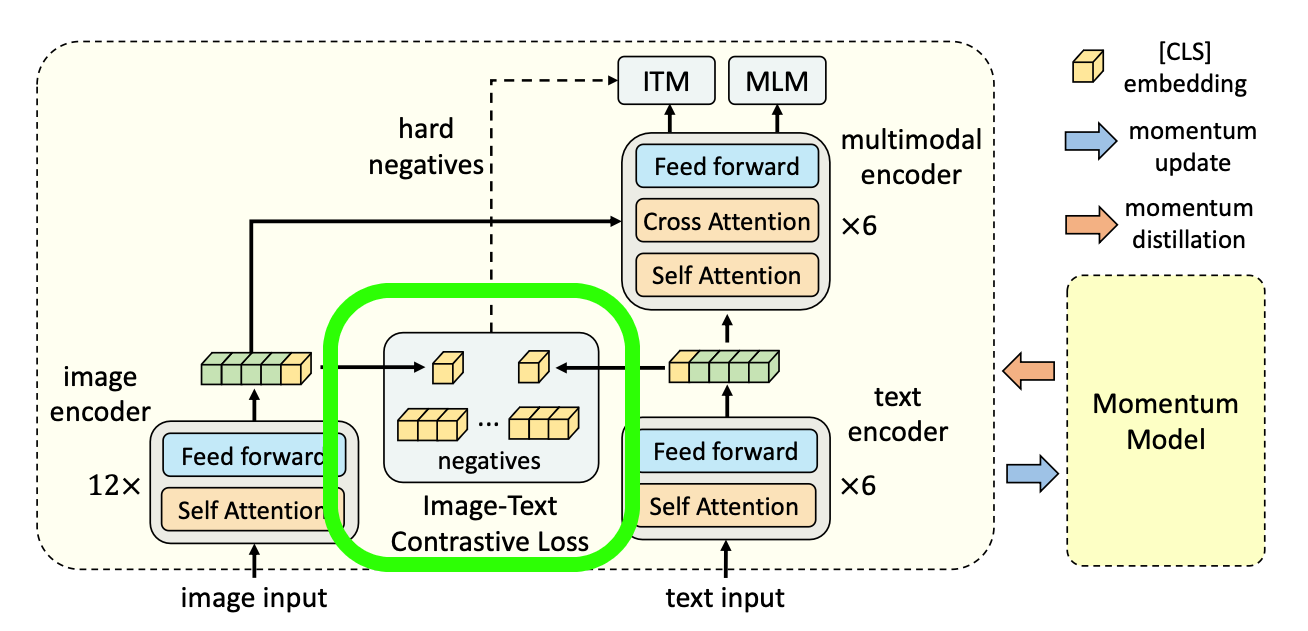 ITM
MLM
hard
negatives
Feed forward
Cross Attention
Self Attention
multimodal
encoder
×6
[CLS]
embedding
momentum
update
momentum
distillation
image
encoder
12×
Feed forward
Self Attention
...
negatives
Image-Text
Contrastive Loss
text
encoder
Feed forward
Self Attention
×6
Momentum
Model
image input
text input